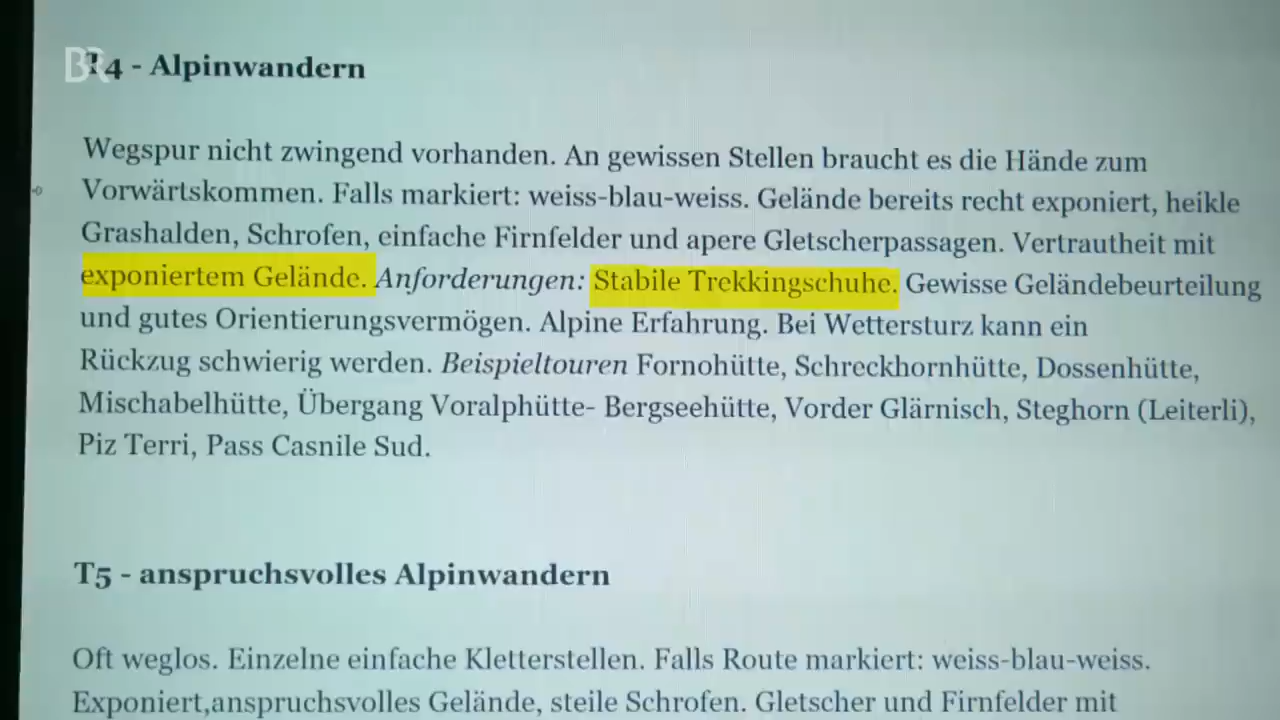 BR
T4 - Alpinwandern
Wegspur nicht zwingend vorhanden. An gewissen Stellen braucht es die Hände zum
Vorwärtskommen. Falls markiert: weiss-blau-weiss. Gelände bereits recht exponiert, heikle
Grashalden, Schrofen, einfache Firnfelder und apere Gletscherpassagen. Vertrautheit mit
exponiertem Gelände. Anforderungen: Stabile Trekkingschuhe. Gewisse Geländebeurteilung
und gutes Orientierungsvermögen. Alpine Erfahrung. Bei Wettersturz kann ein
Rückzug schwierig werden. Beispieltouren Fornohütte, Schreckhornhütte, Dossenhütte,
Mischabelhütte, Übergang Voralphütte- Bergseehütte, Vorder Glärnisch, Steghorn (Leiterli),
Piz Terri, Pass Casnile Sud.
T5 - anspruchsvolles Alpinwandern
Oft weglos. Einzelne einfache Kletterstellen. Falls Route markiert: weiss-blau-weiss.
Exponiert,anspruchsvolles Gelände, steile Schrofen. Gletscher und Firnfelder mit